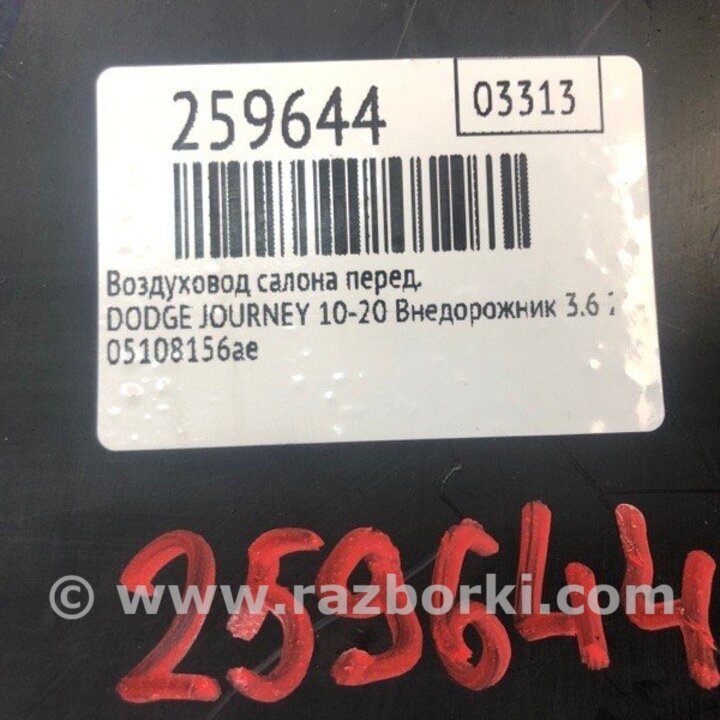 259644
03313
Воздуховод салона перед.
DODGE JOURNEY 10-20 Внедорожник 3.6
05108156ae
259644
© www.razborki.com